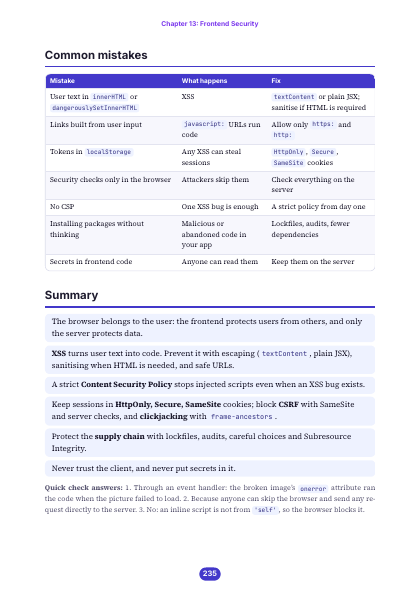 Chapter 13: Frontend Security
Common mistakes
Mistake What happens Fix
User text in innerHTML or XSS textContent or plain JSX;
dangerouslySetInnerHTML sanitise if HTML is required
Links built from user input javascript: URLs run Allow only https: and
code http:
Tokens in localStorage Any XSS can steal HttpOnly, Secure,
sessions SameSite cookies
Security checks only in the browser Attackers skip them Check everything on the
server
No CSP One XSS bug is enough A strict policy from day one
Installing packages without Malicious or Lockfiles, audits, fewer
thinking abandoned code in dependencies
your app
Secrets in frontend code Anyone can read them Keep them on the server
Summary
The browser belongs to the user: the frontend protects users from others, and only
the server protects data.
XSS turns user text into code. Prevent it with escaping ( textContent , plain JSX),
sanitising when HTML is needed, and safe URLs.
A strict Content Security Policy stops injected scripts even when an XSS bug exists.
Keep sessions in HttpOnly, Secure, SameSite cookies; block CSRF with SameSite
and server checks, and clickjacking with frame-ancestors .
Protect the supply chain with lockfiles, audits, careful choices and Subresource
Integrity.
Never trust the client, and never put secrets in it.
Quick check answers: 1. Through an event handler: the broken image's onerror attribute ran
the code when the picture failed to load. 2. Because anyone can skip the browser and send any re-
quest directly to the server. 3. No: an inline script is not from 'self', so the browser blocks it.
235